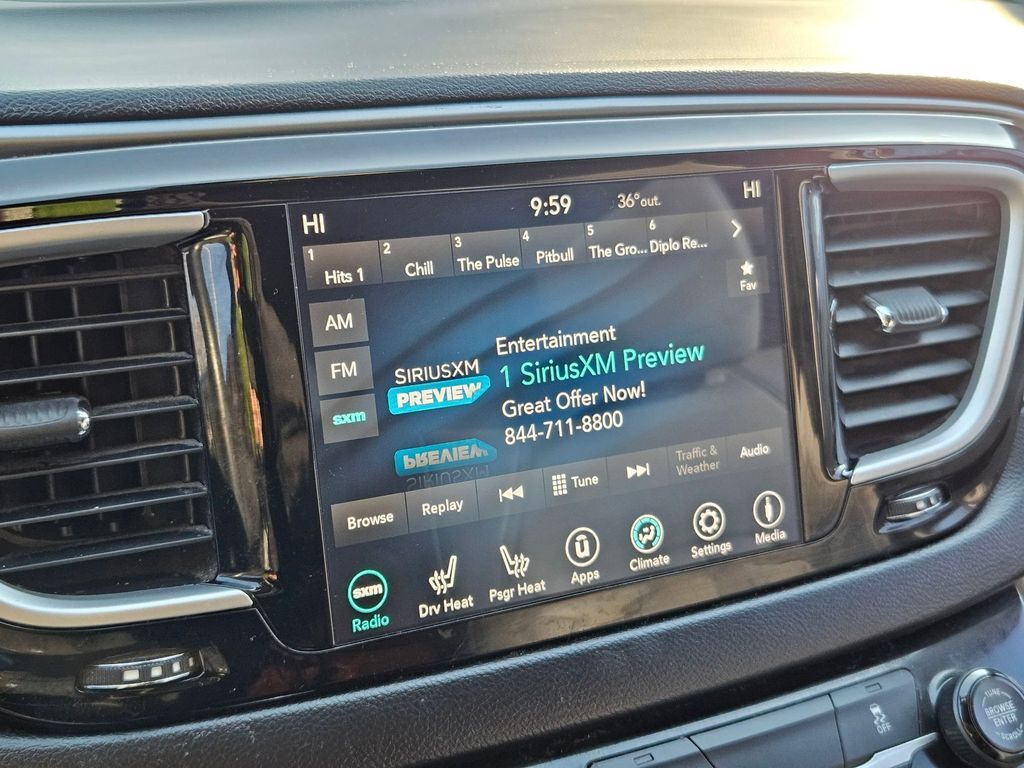 HI 9:59 36°out. HI
1 Hits 1 2 Chill 3 The Pulse 4 Pitbull 5 The Gro... 6 Diplo Re...
Fav
AM
FM
sxm
SIRIUSXM
PREVIEW
Entertainment
1 SiriusXM Preview
Great Offer Now!
844-711-8800
PREVIEW
SIRIUSXM
Browse Replay Tune Traffic & Weather Audio
sxm
Radio Drv Heat Psgr Heat Apps Climate Settings Media
OFF
TUNE
BROWSE
ENTER
SCROLL